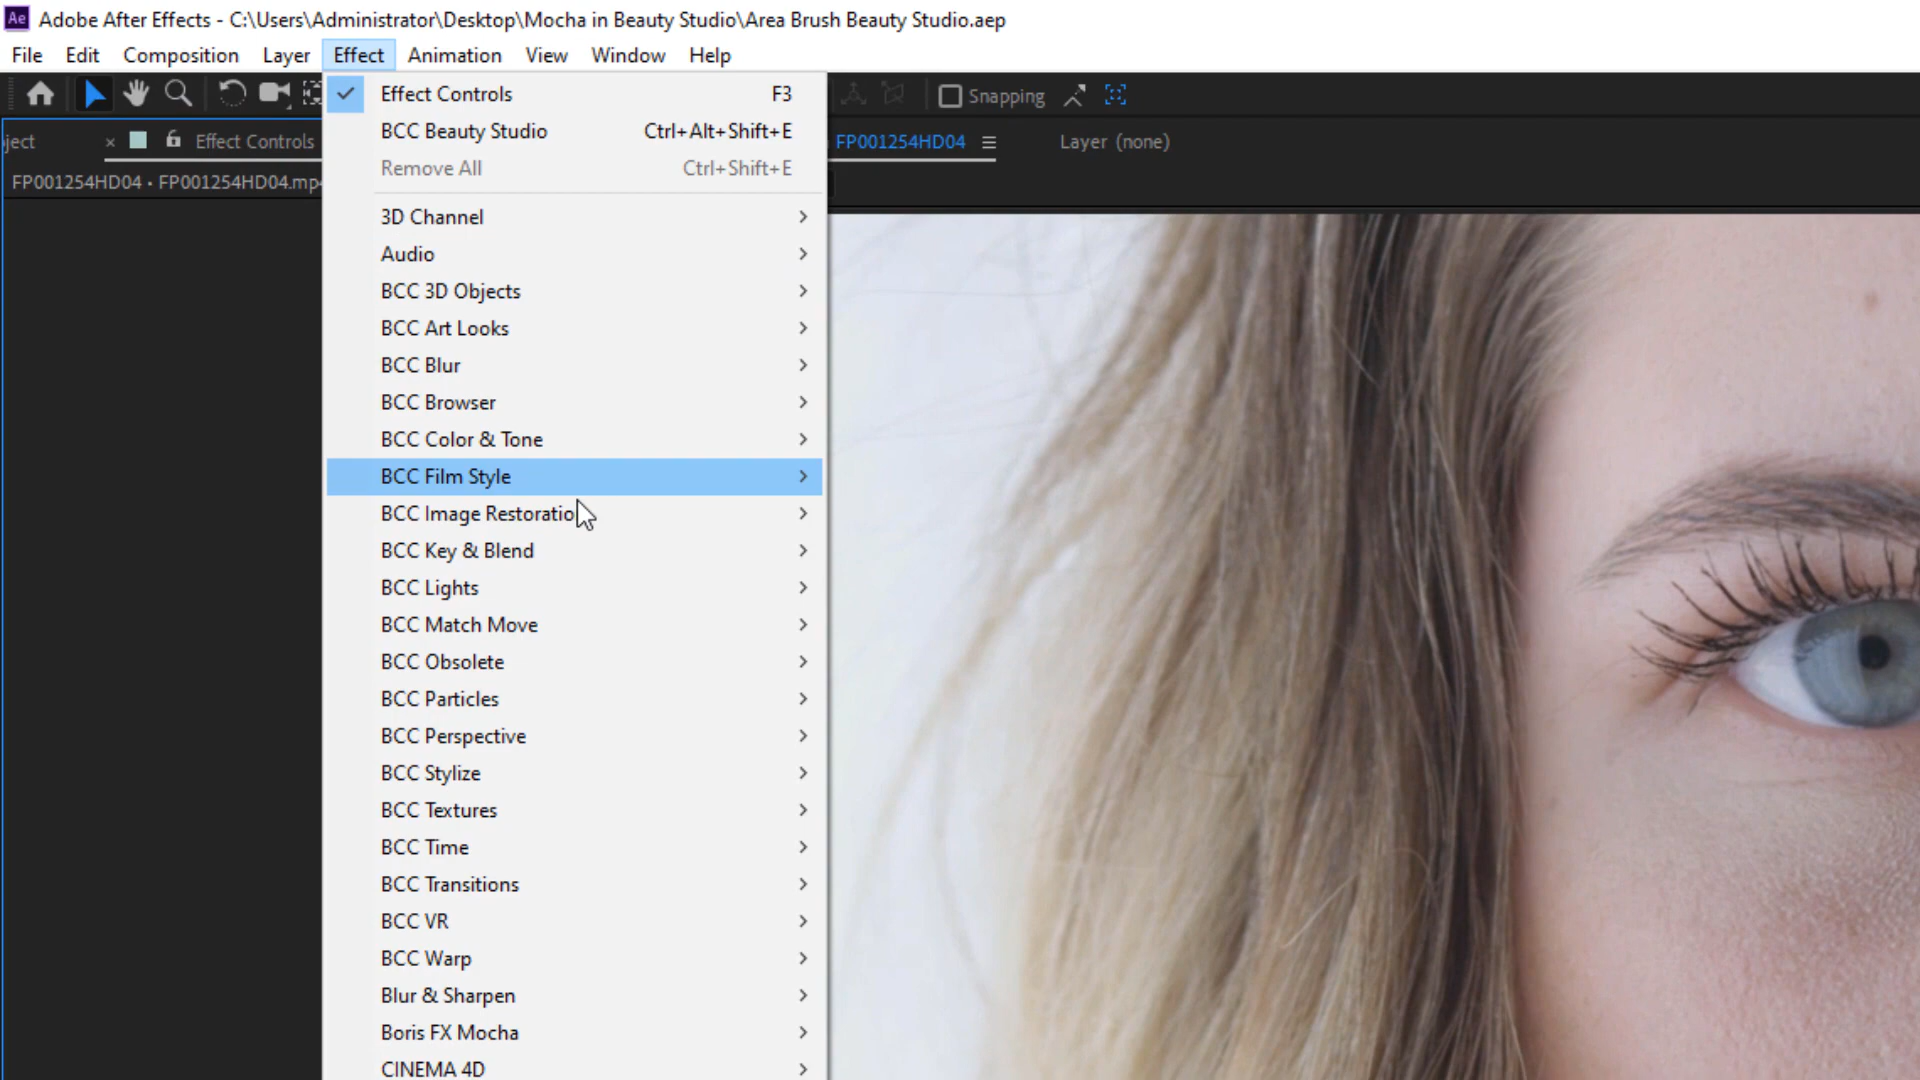 Ae Adobe After Effects - C:\Users\Administrator\Desktop\Mocha in Beauty Studio\Area Brush Beauty Studio.aep
File Edit Composition Layer Effect Animation View Window Help
Snapping
ject × Effect Controls
FP001254HD04
Layer (none)
FP001254HD04 • FP001254HD04.mp4
Effect Controls F3
BCC Beauty Studio Ctrl+Alt+Shift+E
Remove All Ctrl+Shift+E
3D Channel
Audio
BCC 3D Objects
BCC Art Looks
BCC Blur
BCC Browser
BCC Color & Tone
BCC Film Style
BCC Image Restoratio
BCC Key & Blend
BCC Lights
BCC Match Move
BCC Obsolete
BCC Particles
BCC Perspective
BCC Stylize
BCC Textures
BCC Time
BCC Transitions
BCC VR
BCC Warp
Blur & Sharpen
Boris FX Mocha
CINEMA 4D